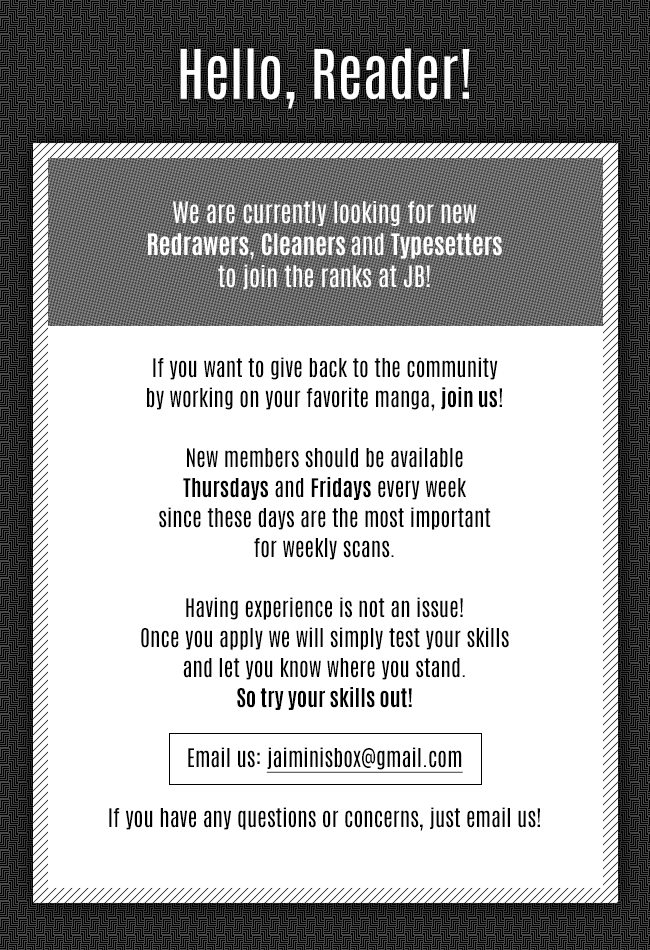 Hello, Reader!
We are currently looking for new
Redrawers, Cleaners and Typesetters
to join the ranks at JB!
If you want to give back to the community
by working on your favorite manga, join us!
New members should be available
Thursdays and Fridays every week
since these days are the most important
for weekly scans.
Having experience is not an issue!
Once you apply we will simply test your skills
and let you know where you stand.
So try your skills out!
Email us: jaiminisbox@gmail.com
If you have any questions or concerns, just email us!